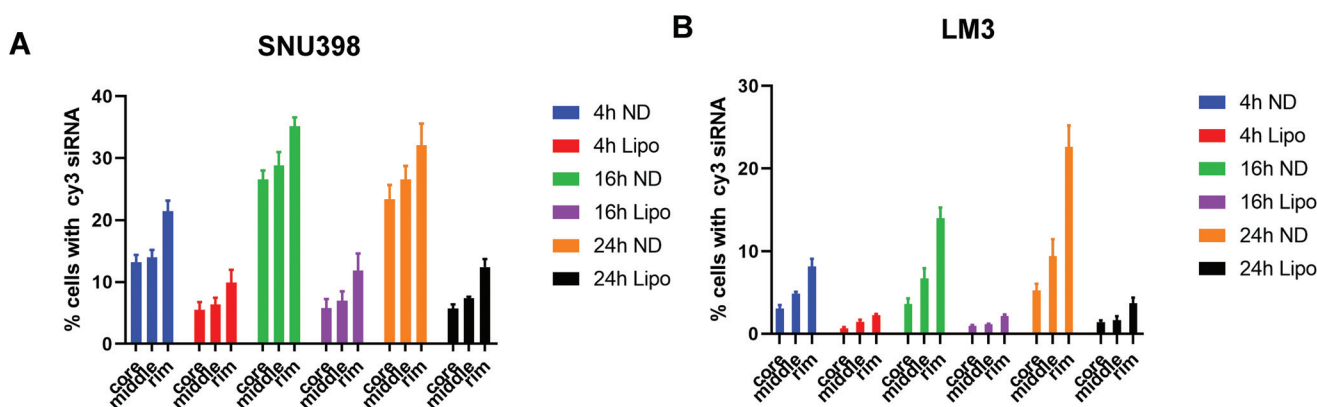 A
SNU398
% cells with cy3 siRNA
40
30
20
10
0
core
middle
rim
core
middle
rim
core
middle
rim
core
middle
rim
core
middle
rim
core
middle
rim
4h ND
4h Lipo
16h ND
16h Lipo
24h ND
24h Lipo
B
LM3
% cells with cy3 siRNA
30
20
10
0
core
middle
rim
core
middle
rim
core
middle
rim
core
middle
rim
core
middle
rim
core
middle
rim
4h ND
4h Lipo
16h ND
16h Lipo
24h ND
24h Lipo